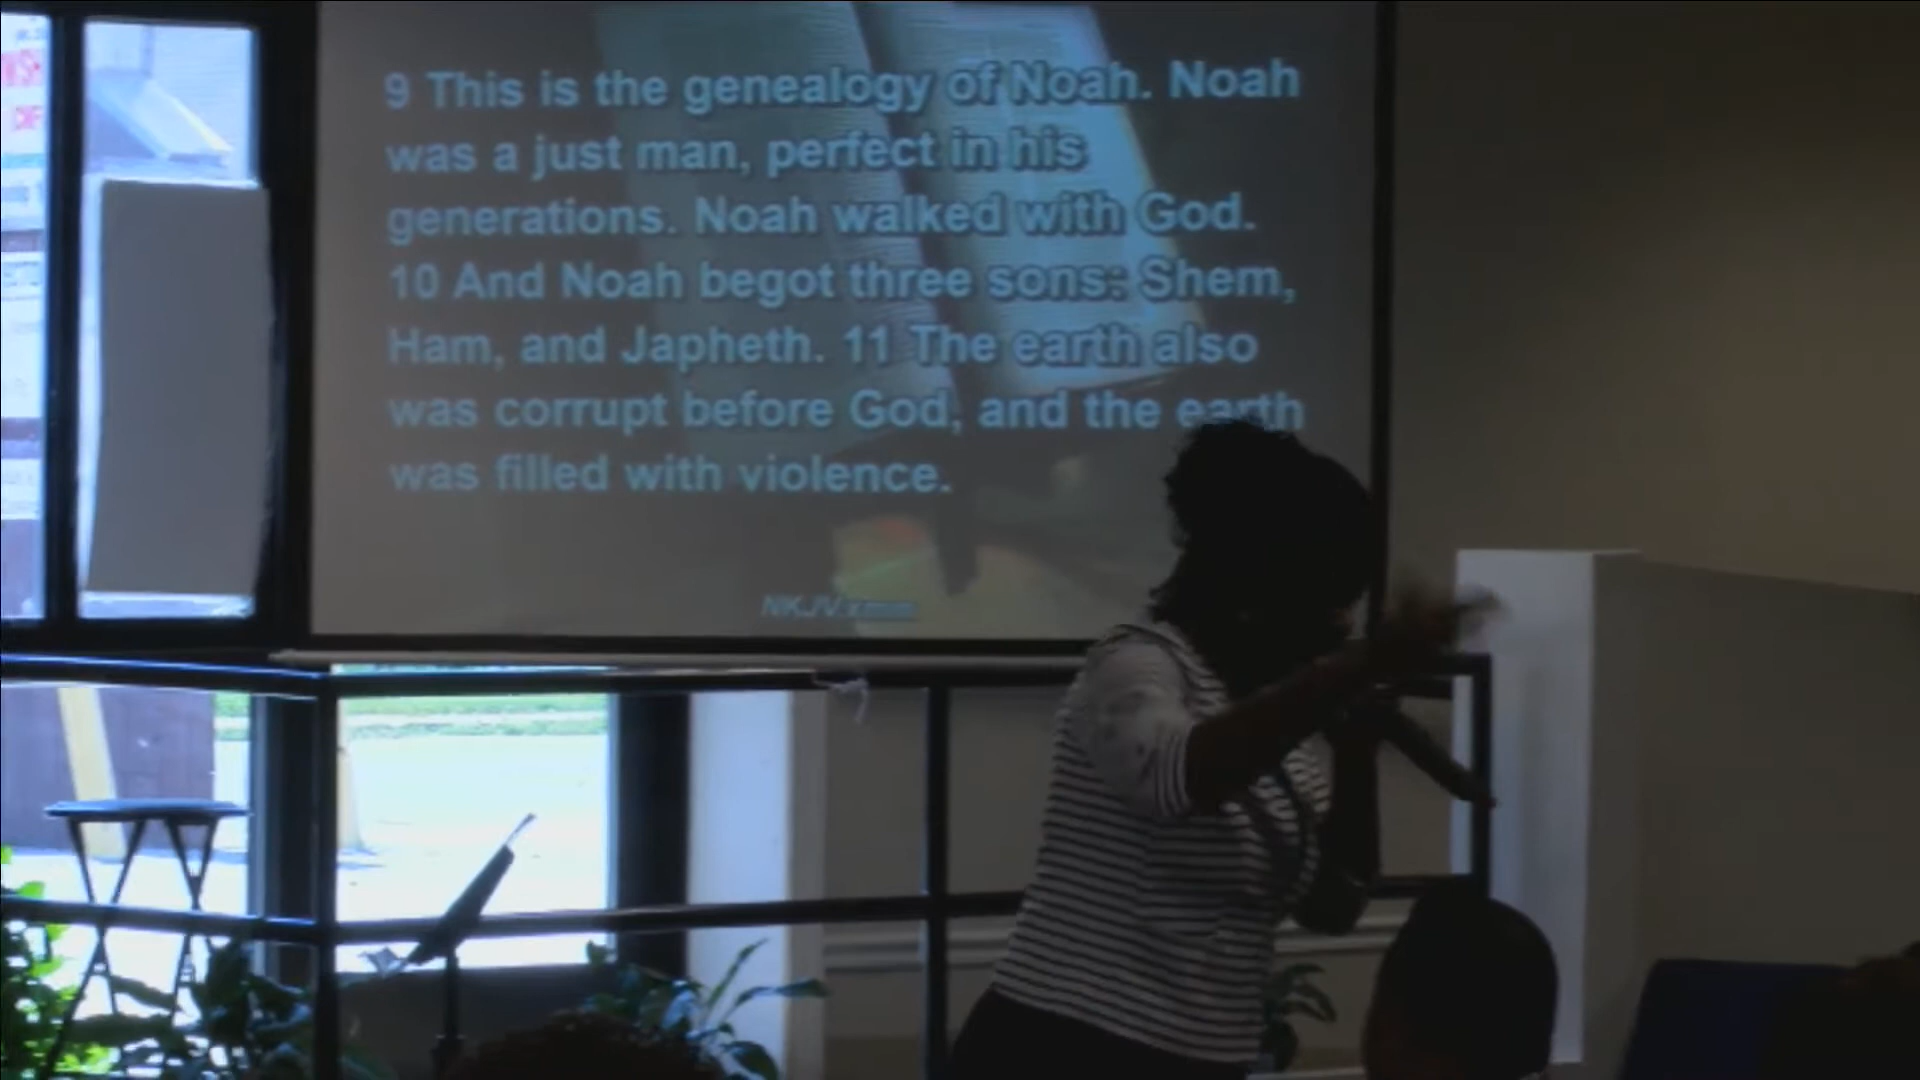 9 This is the genealogy of Noah. Noah
was a just man, perfect in his
generations. Noah walked with God.
10 And Noah begot three sons: Shem,
Ham, and Japheth. 11 The earth also
was corrupt before God, and the earth
was filled with violence.
NKJV